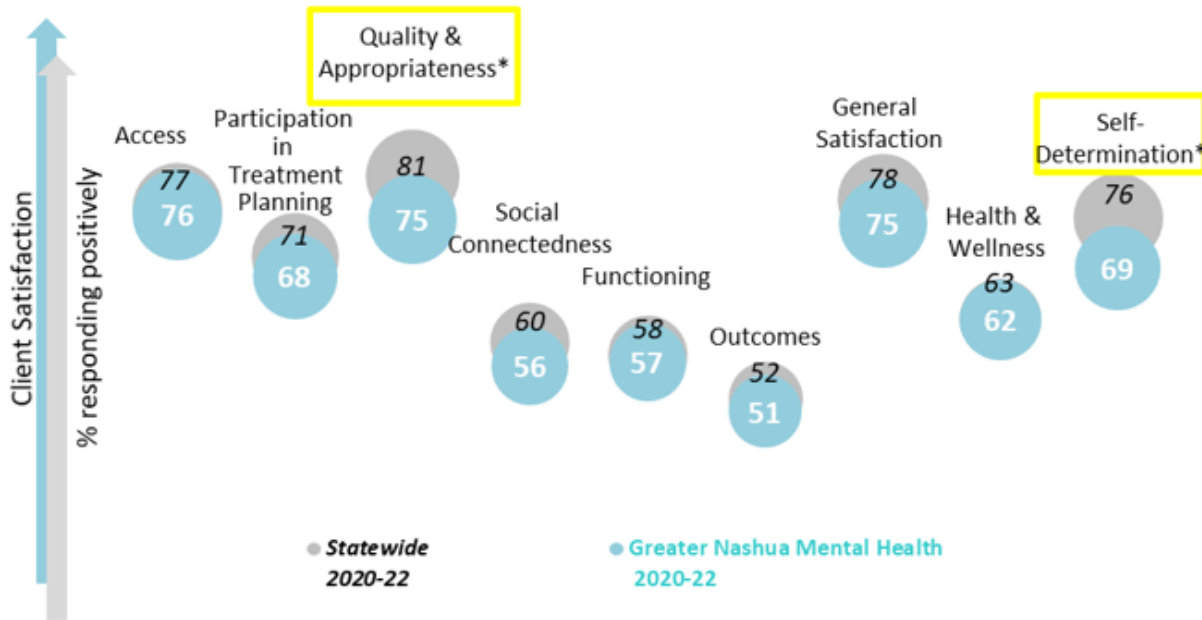 Quality &
Appropriateness*
Access
Participation
in
Treatment
Planning
General
Satisfaction
Self-
Determination*
77
76
71
68
81
75
Social
Connectedness
60
56
Functioning
58
57
Outcomes
52
51
78
75
Health &
Wellness
63
62
76
69
Client Satisfaction
% responding positively
Statewide
2020-22
Greater Nashua Mental Health
2020-22